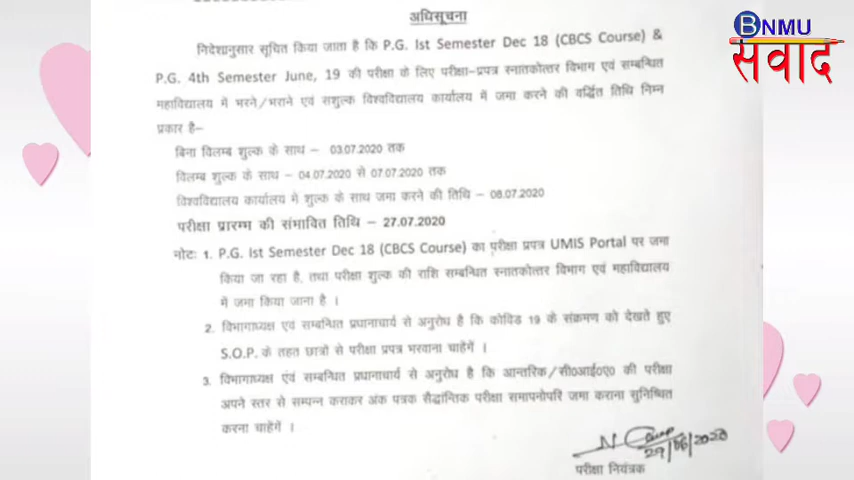 BNMU
संवाद
अधिसूचना
निदेशानुसार सूचित किया जाता है कि P.G. Ist Semester Dec 18 (CBCS Course) &
P.G. 4th Semester June, 19 की परीक्षा के लिए परीक्षा-प्रपत्र स्नातकोत्तर विभाग एवं सम्बन्धित
महाविद्यालय में भरने/भराने एवं सशुल्क विश्वविद्यालय कार्यालय में जमा करने की वर्द्धित तिथि निम्न
प्रकार है–
बिना विलम्ब शुल्क के साथ – 03.07.2020 तक
विलम्ब शुल्क के साथ – 04.07.2020 से 07.07.2020 तक
विश्वविद्यालय कार्यालय में शुल्क के साथ जमा करने की तिथि – 08.07.2020
परीक्षा प्रारम्भ की संभावित तिथि – 27.07.2020
नोटः 1. P.G. Ist Semester Dec 18 (CBCS Course) का परीक्षा प्रपत्र UMIS Portal पर जमा
किया जा रहा है, तथा परीक्षा शुल्क की राशि सम्बन्धित स्नातकोत्तर विभाग एवं महाविद्यालय
में जमा किया जाना है ।
2. विभागाध्यक्ष एवं सम्बन्धित प्रधानाचार्य से अनुरोध है कि कोविड 19 के संक्रमण को देखते हुए
S.O.P. के तहत छात्रों से परीक्षा प्रपत्र भरवाना चाहेगें ।
3. विभागाध्यक्ष एंव सम्बन्धित प्रधानाचार्य से अनुरोध है कि आन्तरिक/सी०आई०ए० की परीक्षा
अपने स्तर से सम्पन्न कराकर अंक पत्रक सैद्धांतिक परीक्षा समापनोपरि जमा कराना सुनिश्चित
करना चाहेगें ।
29/06/2020
परीक्षा नियंत्रक